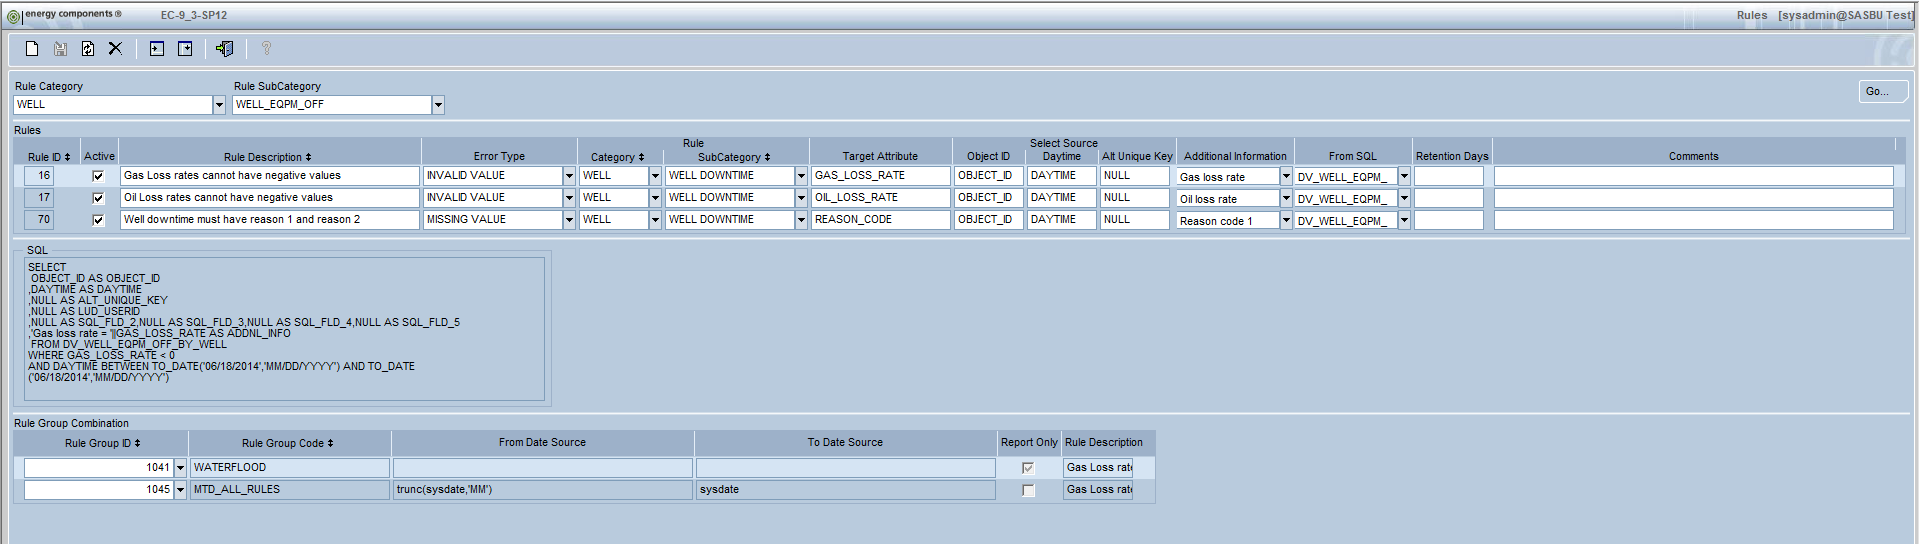 energy components ® EC-9_3-SP12 Rules [sysadmin@SASBU Test]
Rule Category Rule SubCategory
WELL WELL_EQPM_OFF Go...
Rules
Rule Select Source
Rule ID Active Rule Description Error Type Category SubCategory Target Attribute Object ID Daytime Alt Unique Key Additional Information From SQL Retention Days Comments
16 Gas Loss rates cannot have negative values INVALID VALUE WELL WELL DOWNTIME GAS_LOSS_RATE OBJECT_ID DAYTIME NULL Gas loss rate DV_WELL_EQPM_
17 Oil Loss rates cannot have negative values INVALID VALUE WELL WELL DOWNTIME OIL_LOSS_RATE OBJECT_ID DAYTIME NULL Oil loss rate DV_WELL_EQPM_
70 Well downtime must have reason 1 and reason 2 MISSING VALUE WELL WELL DOWNTIME REASON_CODE OBJECT_ID DAYTIME NULL Reason code 1 DV_WELL_EQPM_
SQL
SELECT
OBJECT_ID AS OBJECT_ID
,DAYTIME AS DAYTIME
,NULL AS ALT_UNIQUE_KEY
,NULL AS LUD_USERID
,NULL AS SQL_FLD_2,NULL AS SQL_FLD_3,NULL AS SQL_FLD_4,NULL AS SQL_FLD_5
,'Gas loss rate = '||GAS_LOSS_RATE AS ADDNL_INFO
FROM DV_WELL_EQPM_OFF_BY_WELL
WHERE GAS_LOSS_RATE < 0
AND DAYTIME BETWEEN TO_DATE('06/18/2014','MM/DD/YYYY') AND TO_DATE
('06/18/2014','MM/DD/YYYY')
Rule Group Combination
Rule Group ID Rule Group Code From Date Source To Date Source Report Only Rule Description
1041 WATERFLOOD Gas Loss rat
1045 MTD_ALL_RULES trunc(sysdate,'MM') sysdate Gas Loss rat